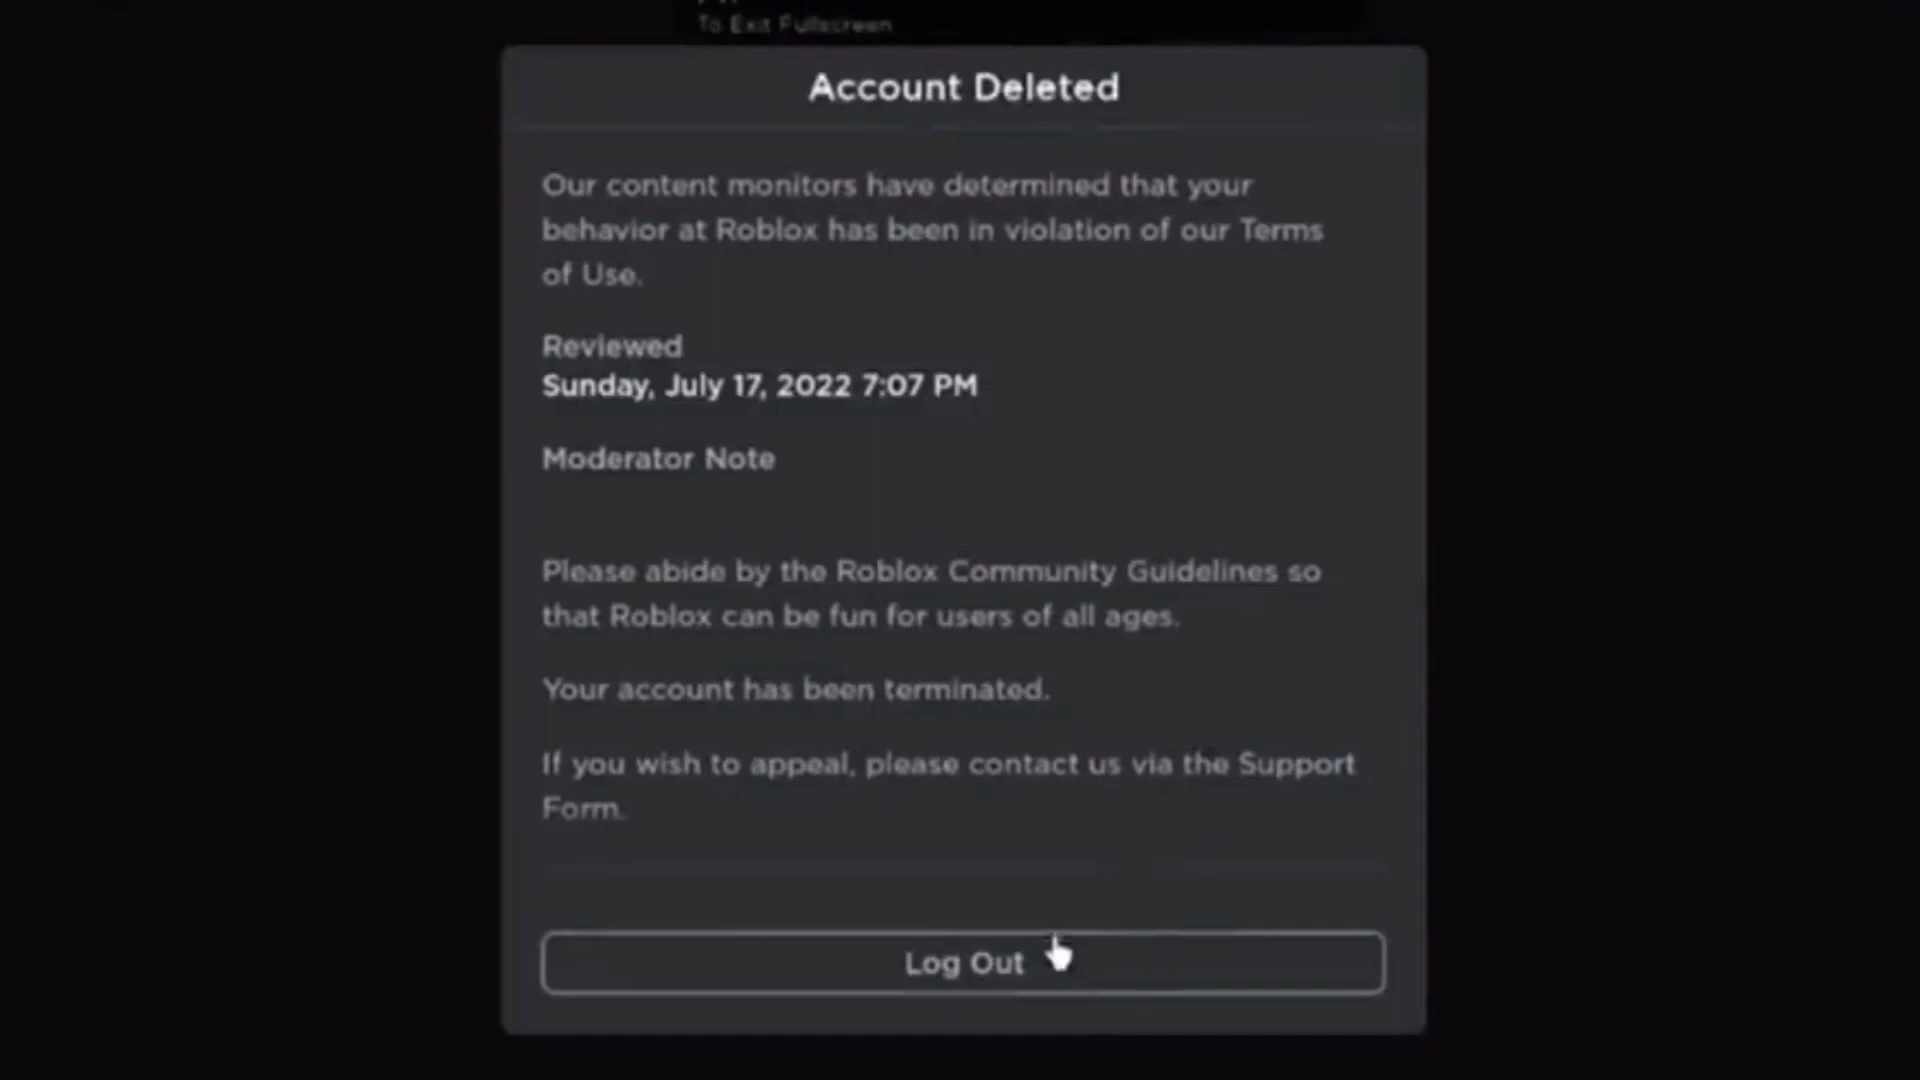 To Exit Fullscreen
Account Deleted
Our content monitors have determined that your
behavior at Roblox has been in violation of our Terms
of Use.
Reviewed
Sunday, July 17, 2022 7:07 PM
Moderator Note
Please abide by the Roblox Community Guidelines so
that Roblox can be fun for users of all ages.
Your account has been terminated.
If you wish to appeal, please contact us via the Support
Form.
Log Out